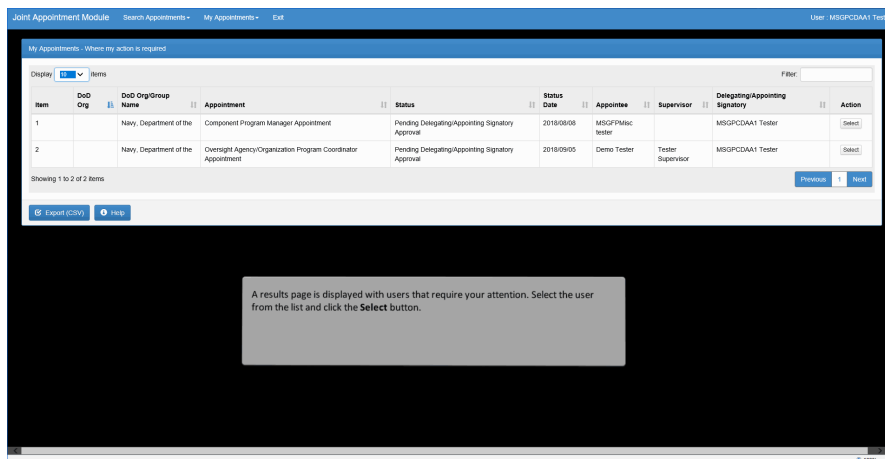 Joint Appointment Module Search Appointments My Appointments Exit User : MSGPCDAA1 Test
My Appointments - Where my action is required
Display 10 items Filter:
Item DoD Org DoD Org/Group Name Appointment Status Status Date Appointee Supervisor Delegating/Appointing Signatory Action
1 Navy, Department of the Component Program Manager Appointment Pending Delegating/Appointing Signatory Approval 2018/08/08 MSGFPMisc tester MSGPCDAA1 Tester Select
2 Navy, Department of the Oversight Agency/Organization Program Coordinator Appointment Pending Delegating/Appointing Signatory Approval 2018/09/05 Demo Tester Tester Supervisor MSGPCDAA1 Tester Select
Showing 1 to 2 of 2 items Previous 1 Next
Export (CSV) Help
A results page is displayed with users that require your attention. Select the user
from the list and click the Select button.